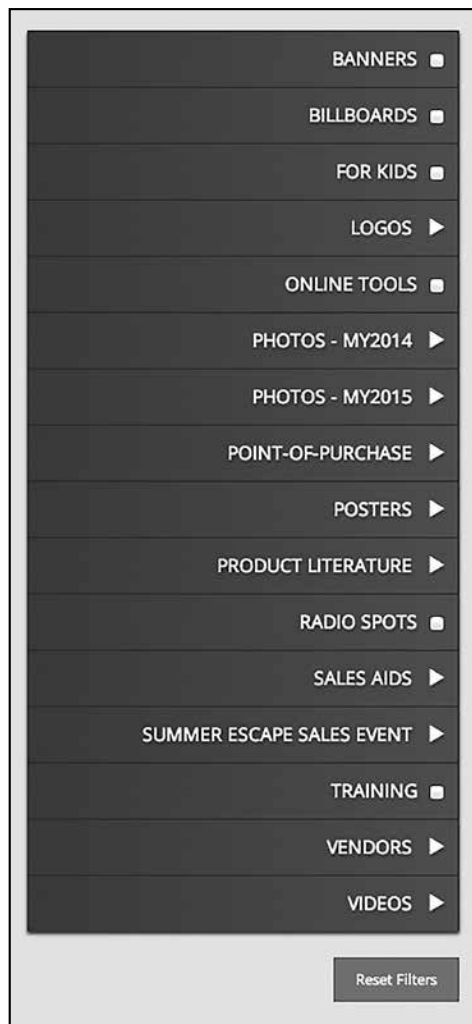 BANNERS
BILLBOARDS
FOR KIDS
LOGOS
ONLINE TOOLS
PHOTOS - MY2014
PHOTOS - MY2015
POINT-OF-PURCHASE
POSTERS
PRODUCT LITERATURE
RADIO SPOTS
SALES AIDS
SUMMER ESCAPE SALES EVENT
TRAINING
VENDORS
VIDEOS
Reset Filters